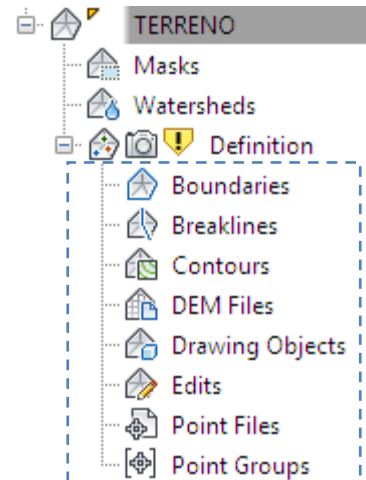 TERRENO
Masks
Watersheds
Definition
Boundaries
Breaklines
Contours
DEM Files
Drawing Objects
Edits
Point Files
Point Groups